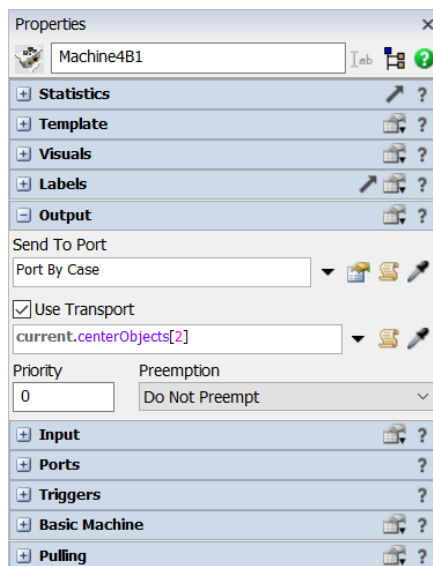 Properties
Machine4B1
Statistics
Template
Visuals
Labels
Output
Send To Port
Port By Case
Use Transport
current.centerObjects[2]
Priority Preemption
0 Do Not Preempt
Input
Ports
Triggers
Basic Machine
Pulling